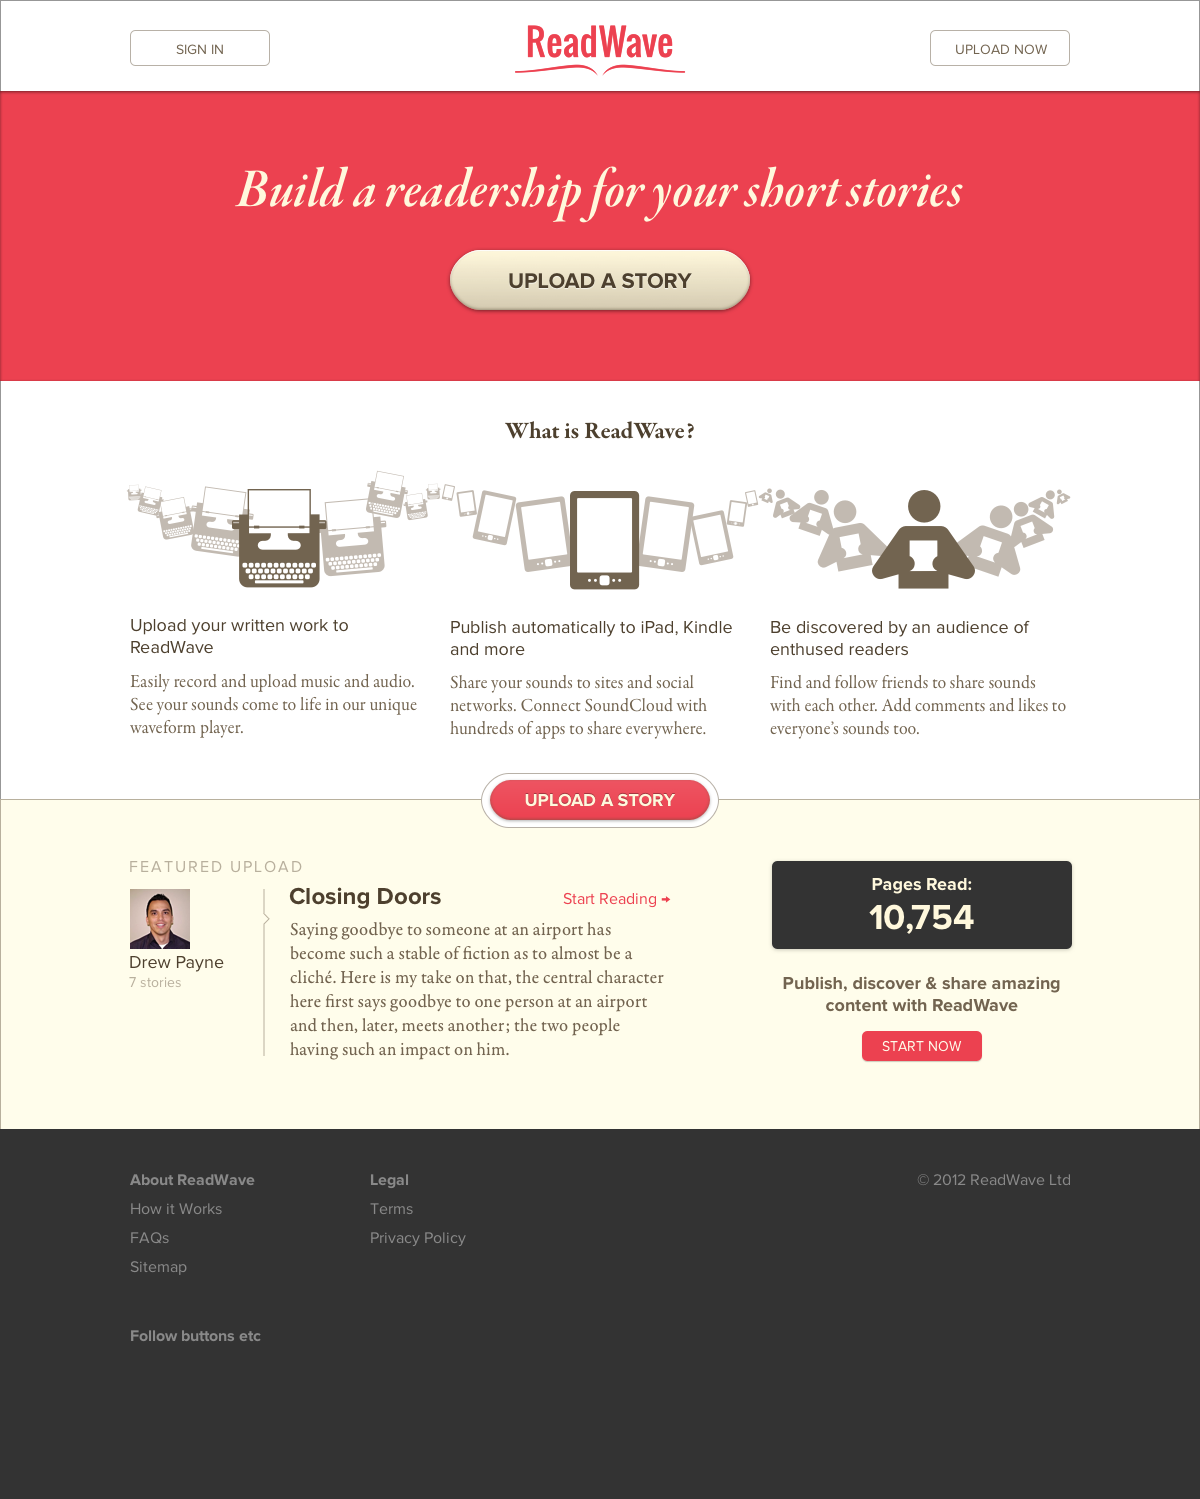 SIGN IN
ReadWave
UPLOAD NOW
Build a readership for your short stories
UPLOAD A STORY
What is ReadWave?
Upload your written work to
ReadWave
Easily record and upload music and audio.
See your sounds come to life in our unique
waveform player.
Publish automatically to iPad, Kindle
and more
Share your sounds to sites and social
networks. Connect SoundCloud with
hundreds of apps to share everywhere.
Be discovered by an audience of
enthused readers
Find and follow friends to share sounds
with each other. Add comments and likes to
everyone’s sounds too.
UPLOAD A STORY
FEATURED UPLOAD
Drew Payne
7 stories
Closing Doors
Start Reading →
Saying goodbye to someone at an airport has
become such a stable of fiction as to almost be a
cliché. Here is my take on that, the central character
here first says goodbye to one person at an airport
and then, later, meets another; the two people
having such an impact on him.
Pages Read:
10,754
Publish, discover & share amazing
content with ReadWave
START NOW
About ReadWave
How it Works
FAQs
Sitemap
Follow buttons etc
Legal
Terms
Privacy Policy
© 2012 ReadWave Ltd